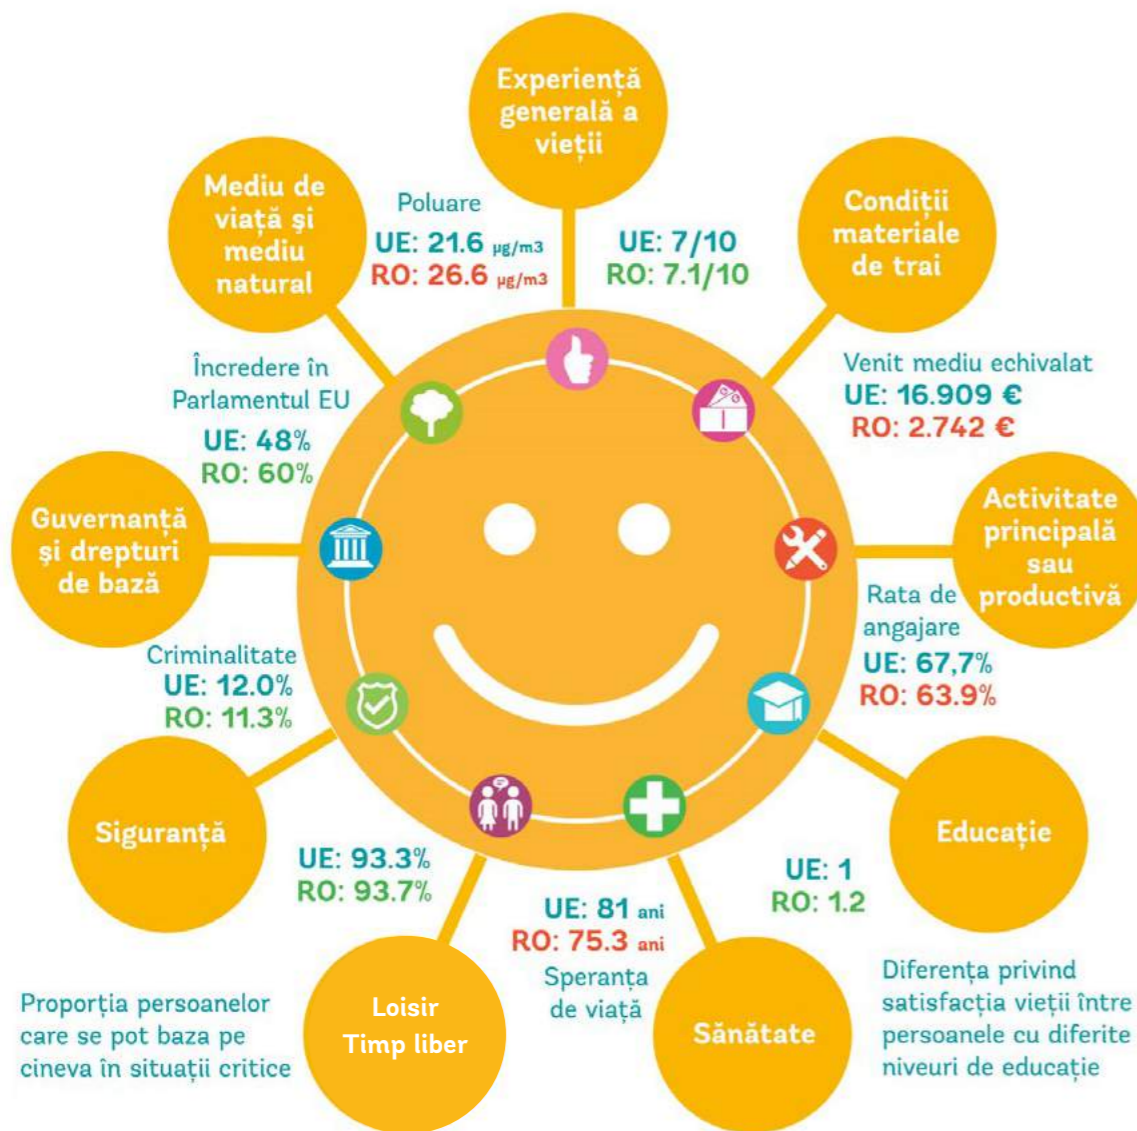 Experiență
generală a
vieții
UE: 7/10
RO: 7.1/10
Condiții
materiale
de trai
Venit mediu echivalat
UE: 16.909 €
RO: 2.742 €
Activitate
principală
sau
productivă
Rata de
angajare
UE: 67,7%
RO: 63.9%
Educație
UE: 1
RO: 1.2
Diferența privind
satisfacția vieții între
persoanele cu diferite
niveuri de educație
Sănătate
UE: 81 ani
RO: 75.3 ani
Speranța
de viață
Loisir
Timp liber
UE: 93.3%
RO: 93.7%
Proporția persoanelor
care se pot baza pe
cineva în situații critice
Siguranță
Criminalitate
UE: 12.0%
RO: 11.3%
Guvernanță
și drepturi
de bază
Încredere în
Parlamentul EU
UE: 48%
RO: 60%
Mediu de
viață şi
mediu
natural
Poluare
UE: 21.6 µg/m3
RO: 26.6 µg/m3